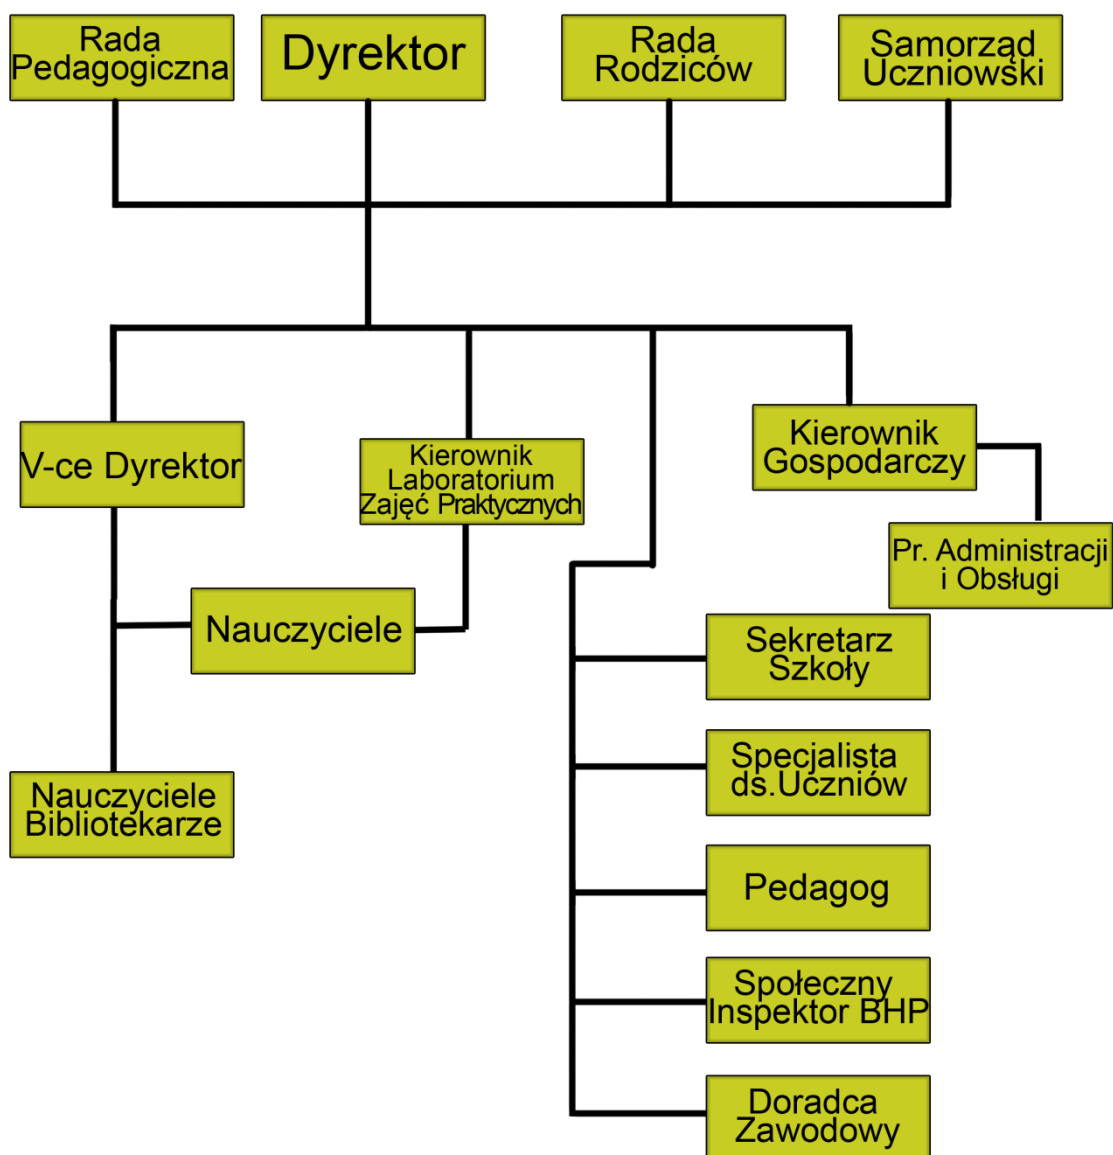 Rada
Pedagogiczna
Dyrektor
Rada
Rodziców
Samorząd
Uczniowski
V-ce Dyrektor
Kierownik
Laboratorium
Zajęć Praktycznych
Kierownik
Gospodarczy
Pr. Administracji
i Obsługi
Nauczyciele
Sekretarz
Szkoły
Specjalista
ds.Uczniów
Nauczyciele
Bibliotekarze
Pedagog
Społeczny
Inspektor BHP
Doradca
Zawodowy